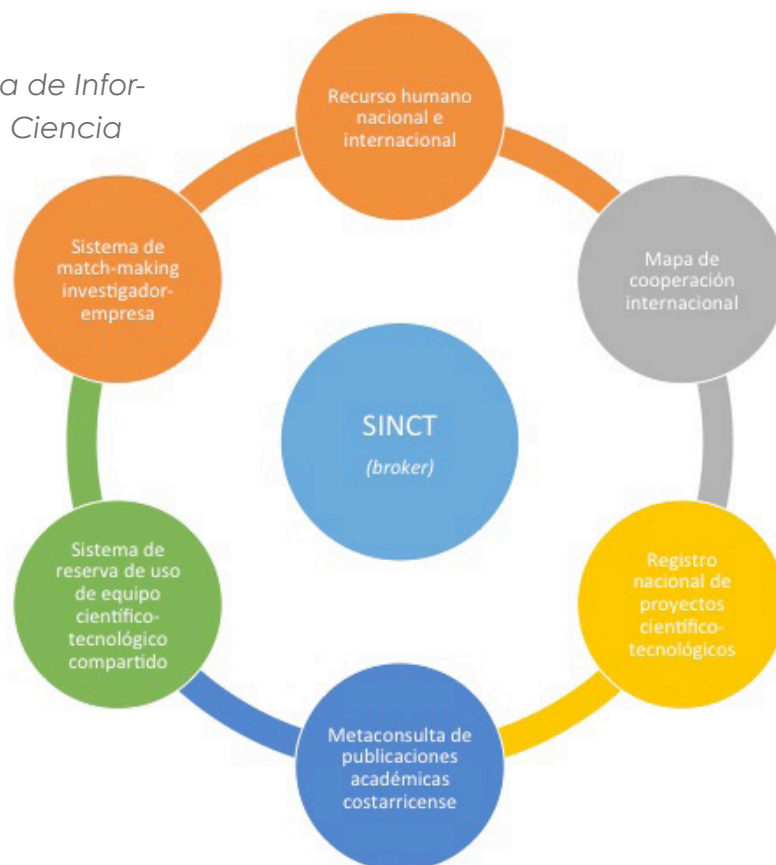 a de Infor-
Ciencia
Recurso humano
nacional e
internacional
Mapa de
cooperación
internacional
Registro
nacional de
proyectos
científico-
tecnológicos
Metaconsulta de
publicaciones
académicas
costarricense
Sistema de
reserva de uso
de equipo
científico-
tecnológico
compartido
Sistema de
match-making
investigador-
empresa
SINCT
(broker)